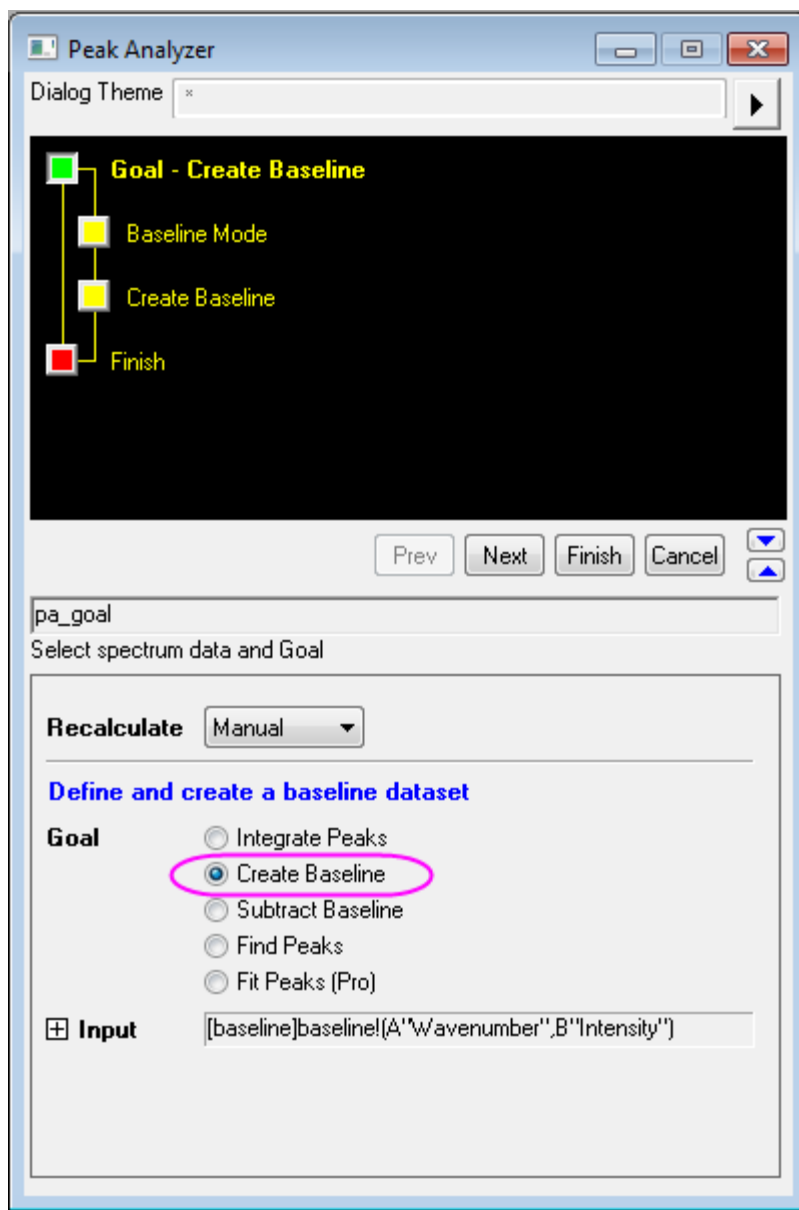 Peak Analyzer
Dialog Theme *
Goal - Create Baseline
Baseline Mode
Create Baseline
Finish
Prev Next Finish Cancel
pa_goal
Select spectrum data and Goal
Recalculate Manual
Define and create a baseline dataset
Goal Integrate Peaks
Create Baseline
Subtract Baseline
Find Peaks
Fit Peaks (Pro)
Input [baseline]baseline!(A"Wavenumber",B"Intensity")